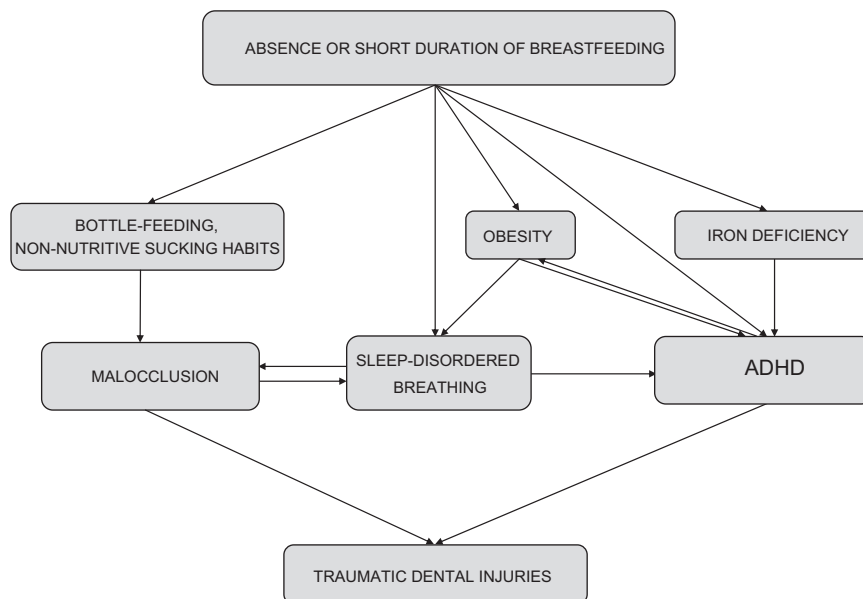 ABSENCE OR SHORT DURATION OF BREASTFEEDING
BOTTLE-FEEDING,
NON-NUTRITIVE SUCKING HABITS
OBESITY
IRON DEFICIENCY
MALOCCLUSION
SLEEP-DISORDERED
BREATHING
ADHD
TRAUMATIC DENTAL INJURIES